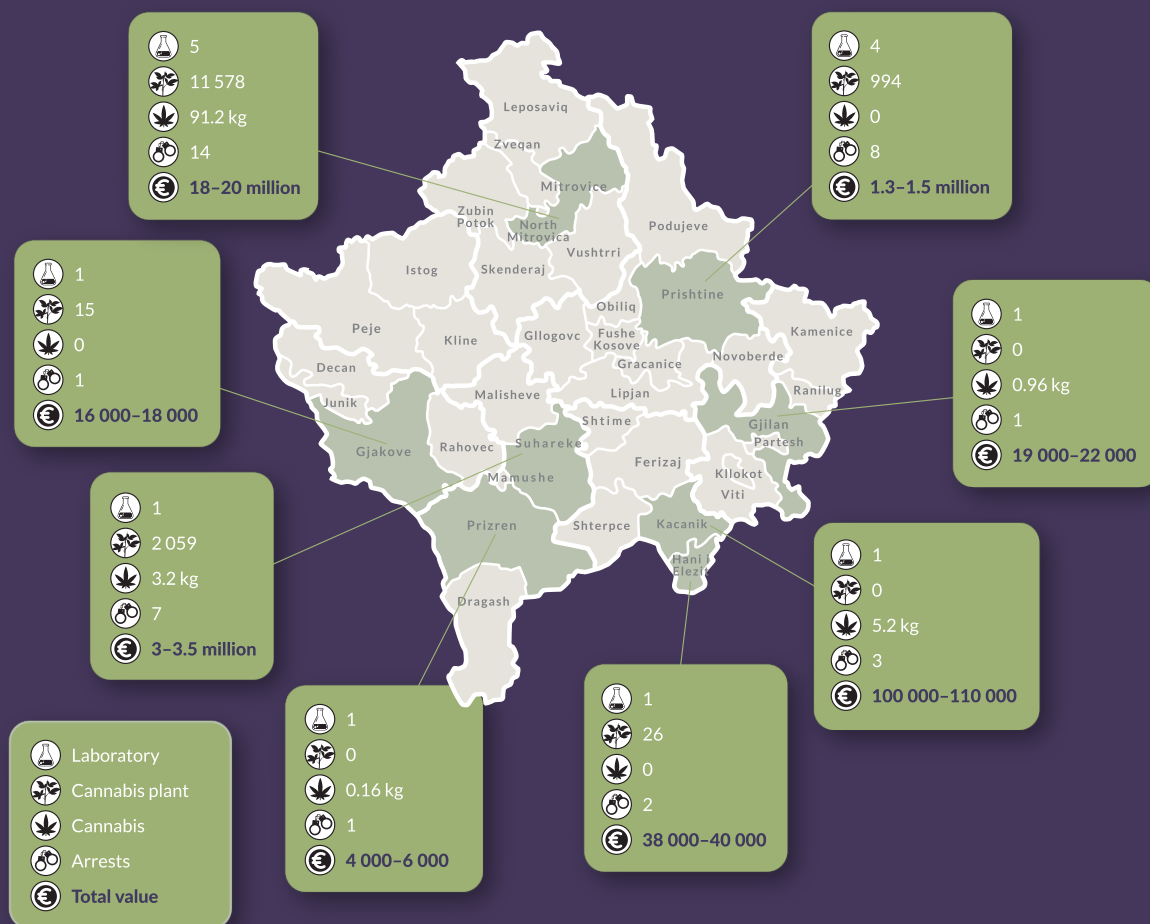 5
11 578
91.2 kg
14
18–20 million
4
994
0
8
1.3–1.5 million
1
15
0
1
16 000–18 000
1
0
0.96 kg
1
19 000–22 000
1
2 059
3.2 kg
7
3–3.5 million
1
0
5.2 kg
3
100 000–110 000
1
0
0.16 kg
1
4 000–6 000
1
26
0
2
38 000–40 000
Laboratory
Cannabis plant
Cannabis
Arrests
Total value
Leposaviq
Zveqan
Mitrovice
Zubin
Potok
North
Mitrovica
Podujeve
Vushtrri
Istog
Skenderaj
Prishtine
Obiliq
Peje
Kline
Gllogovc
Fushe
Kosove
Kamenice
Gracanice
Novoberde
Decan
Junik
Malisheve
Lipjan
Ranilug
Shtime
Gjilan
Partesh
Gjakove
Rahovec
Suhareke
Ferizaj
Mamushe
Kllokot
Viti
Prizren
Shterpce
Kacanik
Hani i
Elezit
Dragash